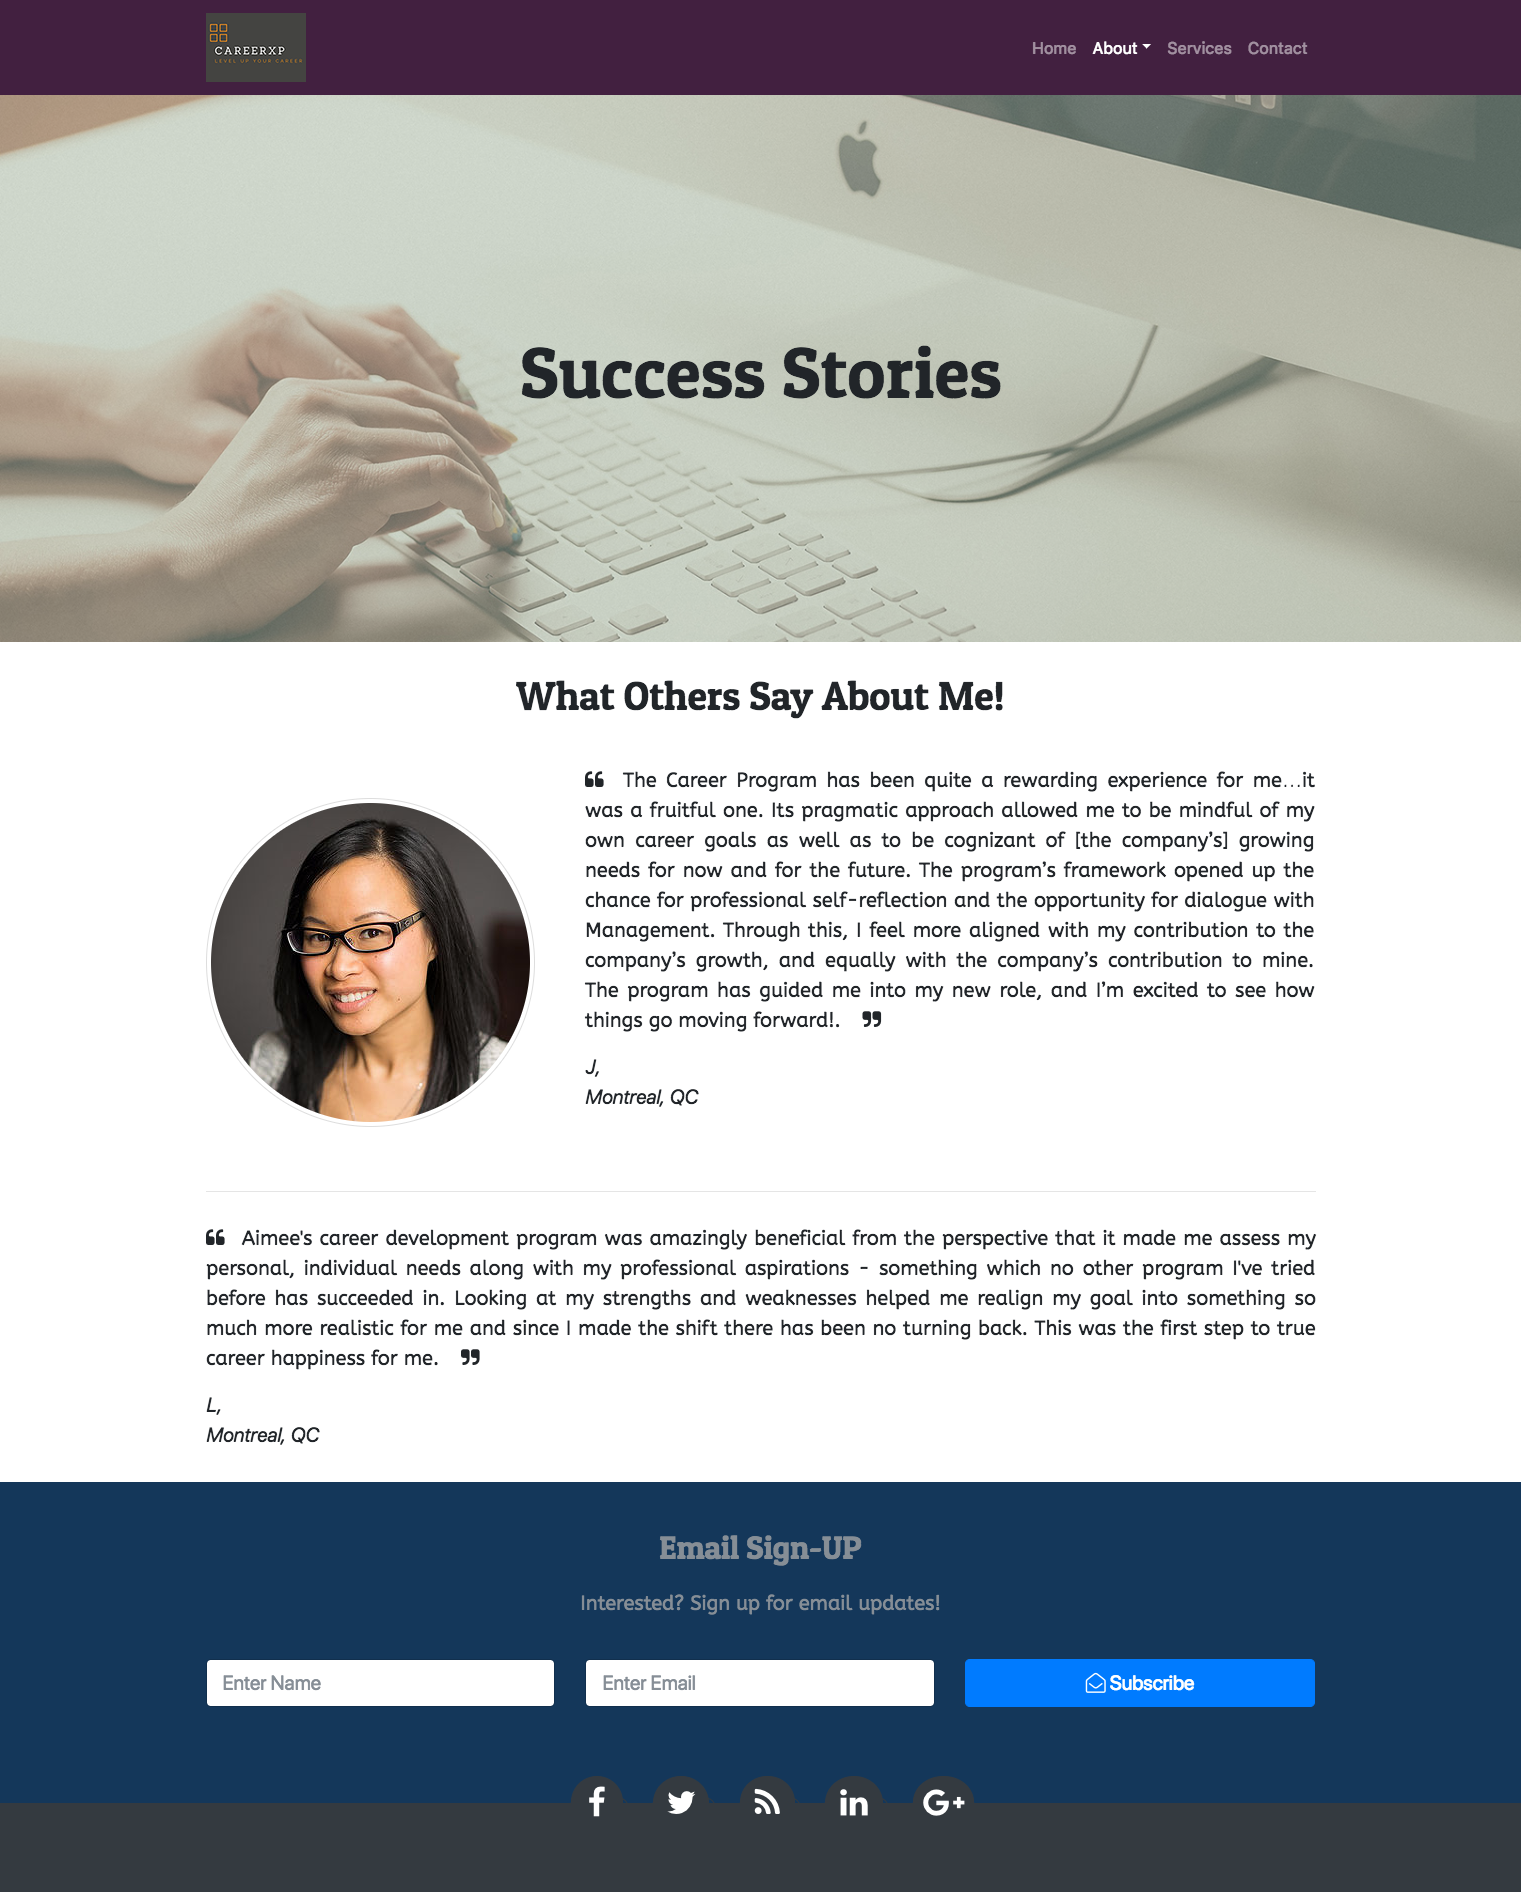 CAREERXP
LEVEL UP YOUR CAREER
Home About Services Contact
Success Stories
What Others Say About Me!
The Career Program has been quite a rewarding experience for me…it
was a fruitful one. Its pragmatic approach allowed me to be mindful of my
own career goals as well as to be cognizant of [the company’s] growing
needs for now and for the future. The program’s framework opened up the
chance for professional self-reflection and the opportunity for dialogue with
Management. Through this, I feel more aligned with my contribution to the
company’s growth, and equally with the company’s contribution to mine.
The program has guided me into my new role, and I’m excited to see how
things go moving forward!.
J,
Montreal, QC
Aimee's career development program was amazingly beneficial from the perspective that it made me assess my
personal, individual needs along with my professional aspirations - something which no other program I've tried
before has succeeded in. Looking at my strengths and weaknesses helped me realign my goal into something so
much more realistic for me and since I made the shift there has been no turning back. This was the first step to true
career happiness for me.
L,
Montreal, QC
Email Sign-UP
Interested? Sign up for email updates!
Enter Name
Enter Email
Subscribe